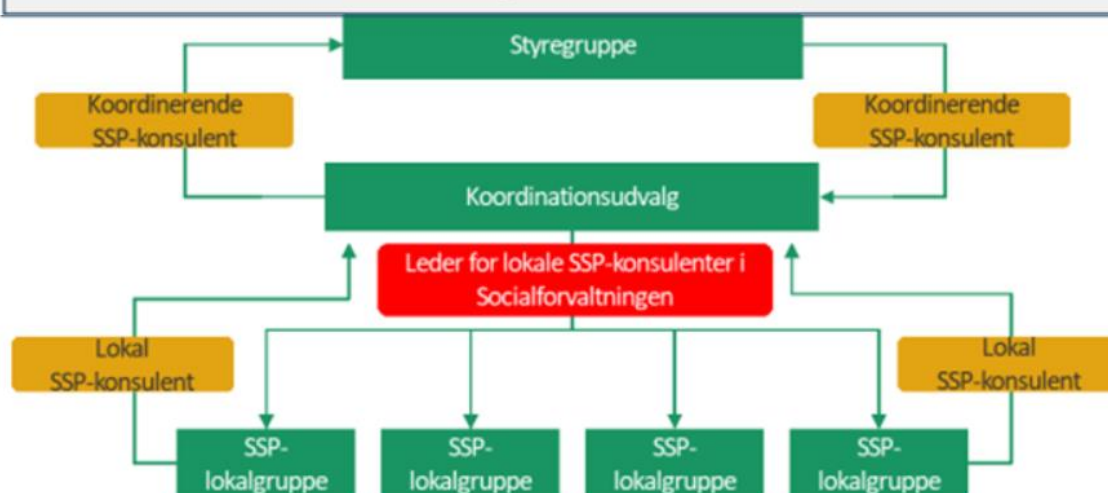 Styregruppe
Koordinerende
SSP-konsulent
Koordinerende
SSP-konsulent
Koordinationsudvalg
Leder for lokale SSP-konsulenter i
Socialforvaltningen
Lokal
SSP-konsulent
Lokal
SSP-konsulent
SSP-
lokalgruppe
SSP-
lokalgruppe
SSP-
lokalgruppe
SSP-
lokalgruppe